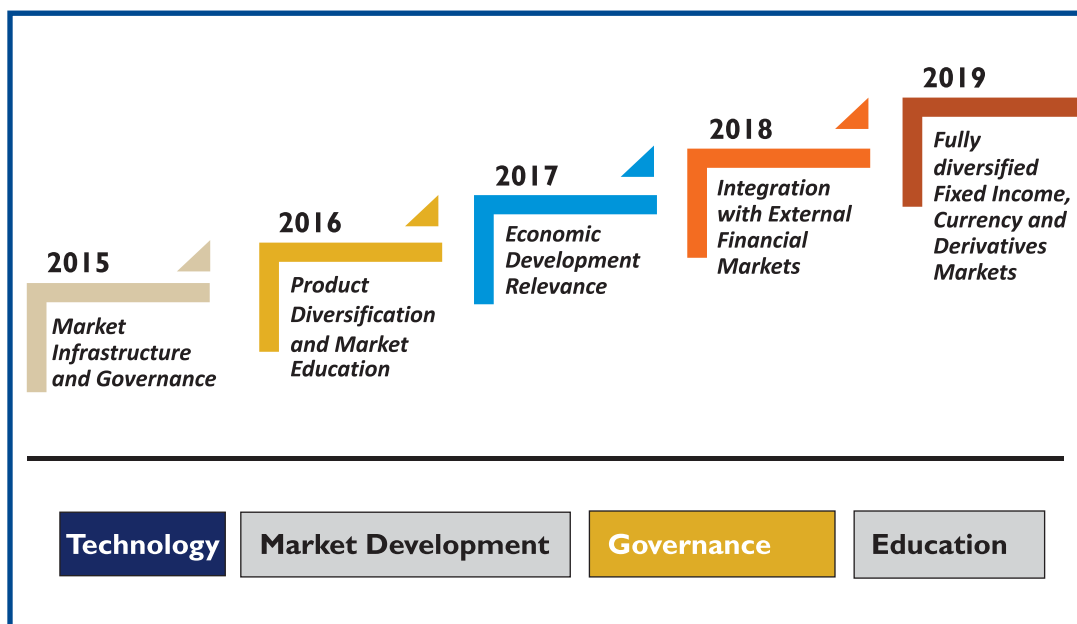 2015
Market
Infrastructure
and Governance
2016
Product
Diversification
and Market
Education
2017
Economic
Development
Relevance
2018
Integration
with External
Financial
Markets
2019
Fully
diversified
Fixed Income,
Currency and
Derivatives
Markets
Technology
Market Development
Governance
Education